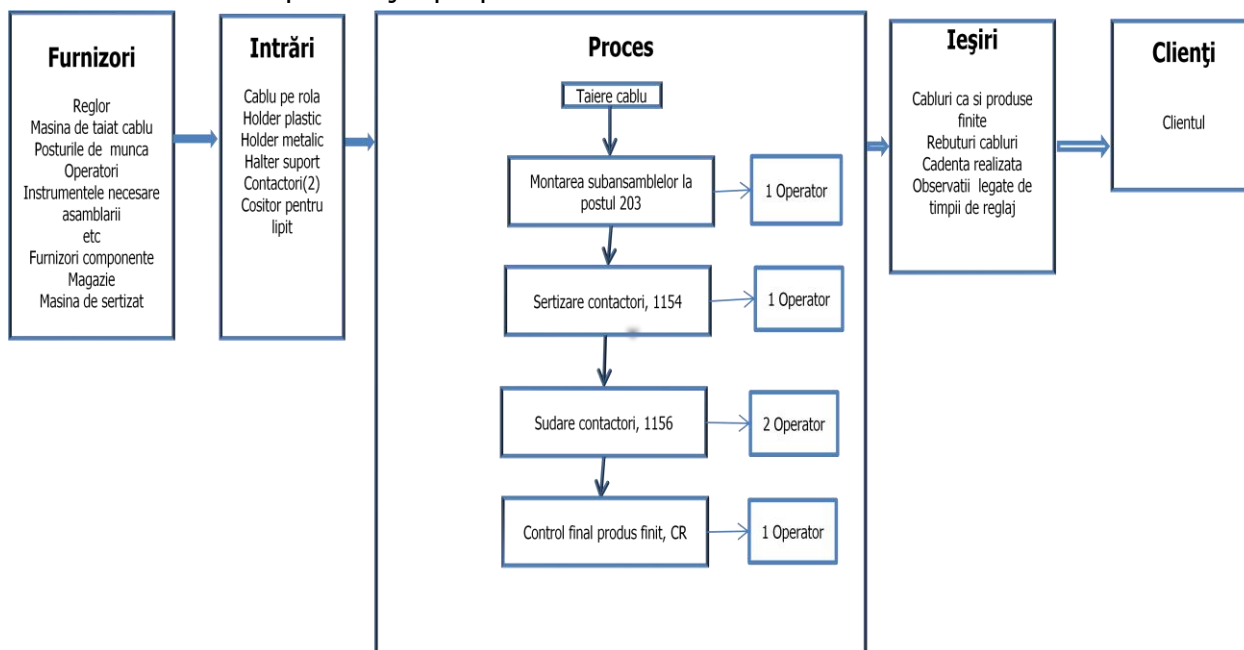 Furnizori
Reglor
Masina de taiat cablu
Posturile de munca
Operatori
Instrumentele necesare
asamblarii
etc
Furnizori componente
Magazie
Masina de sertizat
Intrări
Cablu pe rola
Holder plastic
Holder metalic
Halter suport
Contactori(2)
Cositor pentru
lipit
Proces
Taiere cablu
Montarea subansamblelor la
postul 203
1 Operator
Sertizare contactori, 1154
1 Operator
Sudare contactori, 1156
2 Operator
Control final produs finit, CR
1 Operator
Ieşiri
Cabluri ca si produse
finite
Rebuturi cabluri
Cadenta realizata
Observatii legate de
timpii de reglaj
Clienţi
Clientul